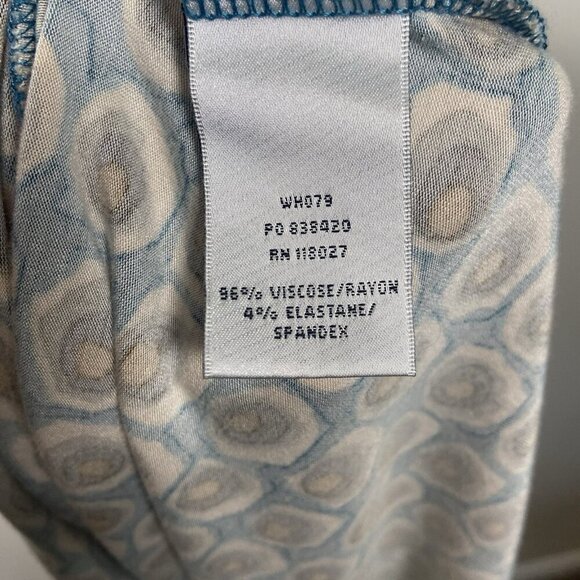 WH079
PO 838420
RN 118027
96% VISCOSE/RAYON
4% ELASTANE/
SPANDEX